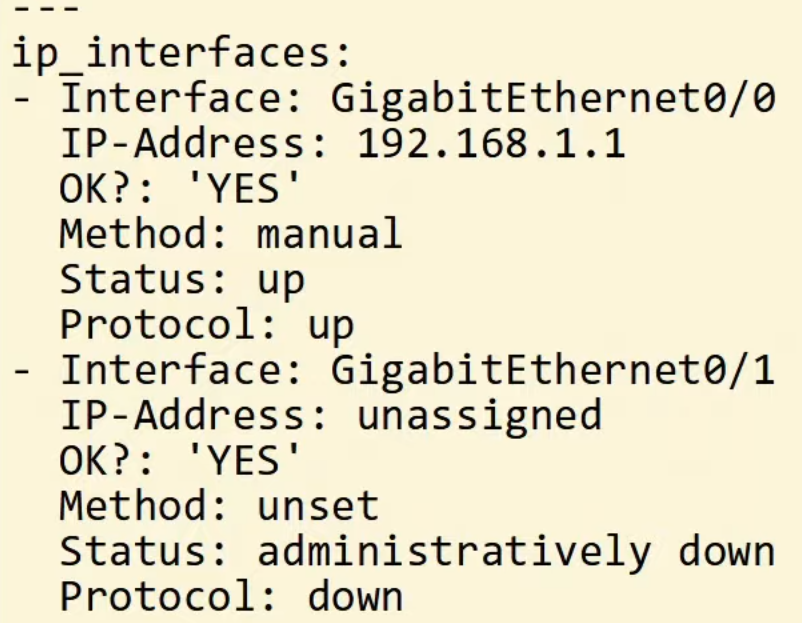 ---
ip_interfaces:
- Interface: GigabitEthernet0/0
  IP-Address: 192.168.1.1
  OK?: 'YES'
  Method: manual
  Status: up
  Protocol: up
- Interface: GigabitEthernet0/1
  IP-Address: unassigned
  OK?: 'YES'
  Method: unset
  Status: administratively down
  Protocol: down